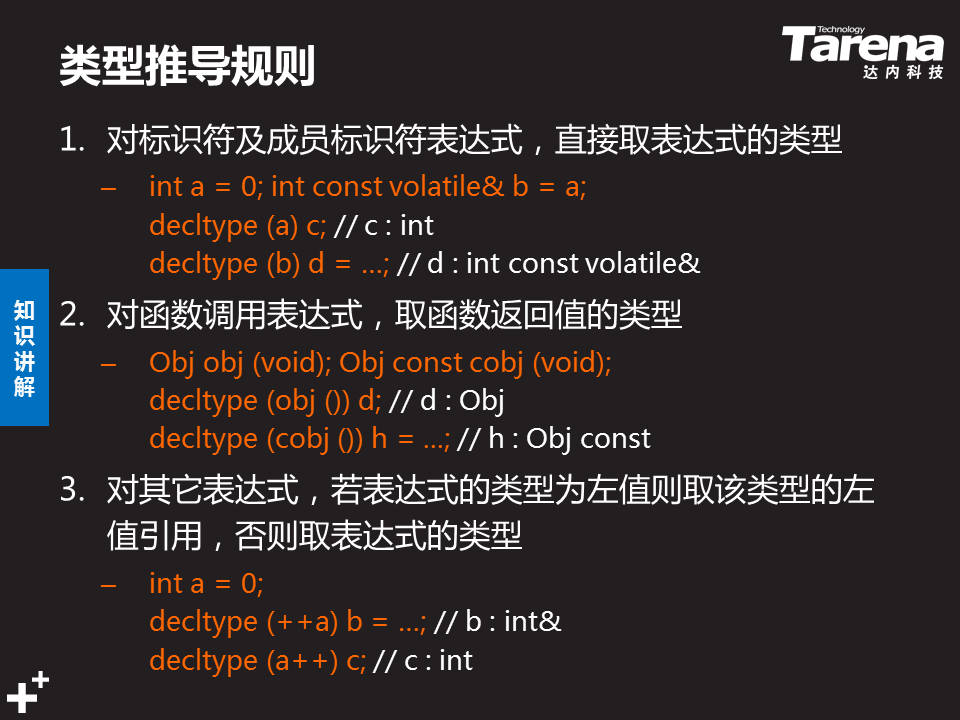 类型推导规则
Technology
Tarena
达内科技
1. 对标识符及成员标识符表达式，直接取表达式的类型
– int a = 0; int const volatile& b = a;
decltype (a) c; // c : int
decltype (b) d = ...; // d : int const volatile&
知识讲解
2. 对函数调用表达式，取函数返回值的类型
– Obj obj (void); Obj const cobj (void);
decltype (obj ()) d; // d : Obj
decltype (cobj ()) h = ...; // h : Obj const
3. 对其它表达式，若表达式的类型为左值则取该类型的左
值引用，否则取表达式的类型
– int a = 0;
decltype (++a) b = ...; // b : int&
decltype (a++) c; // c : int